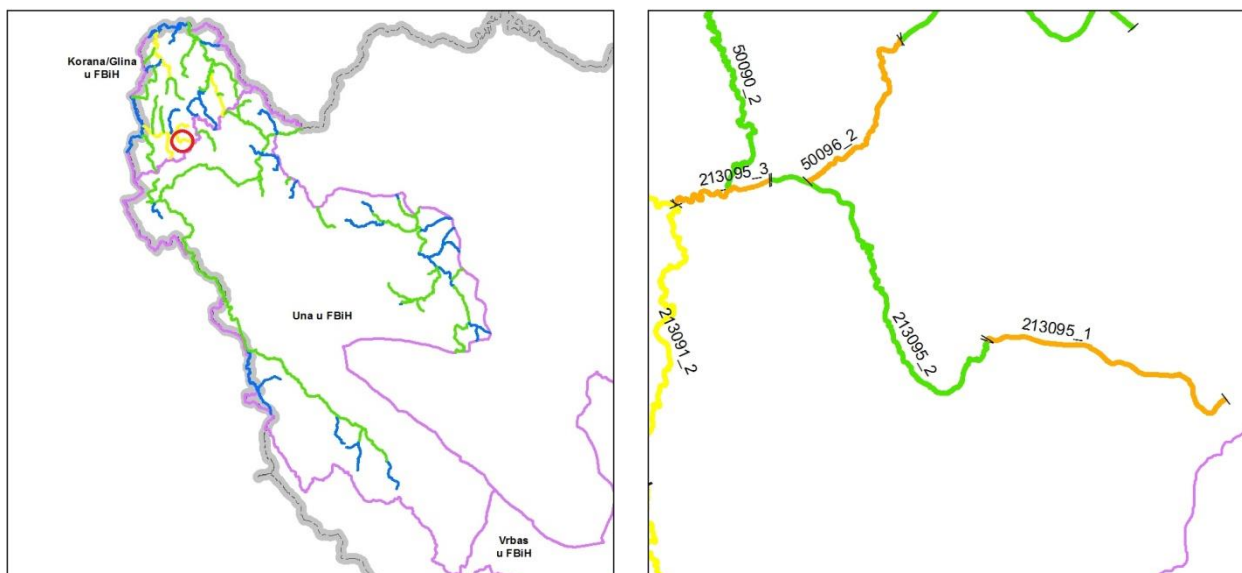 Korana/Glina
u FBiH
Una u FBiH
Vrbas
u FBiH
50090_2
50096_2
213095_3
213091_2
213095_2
213095_1